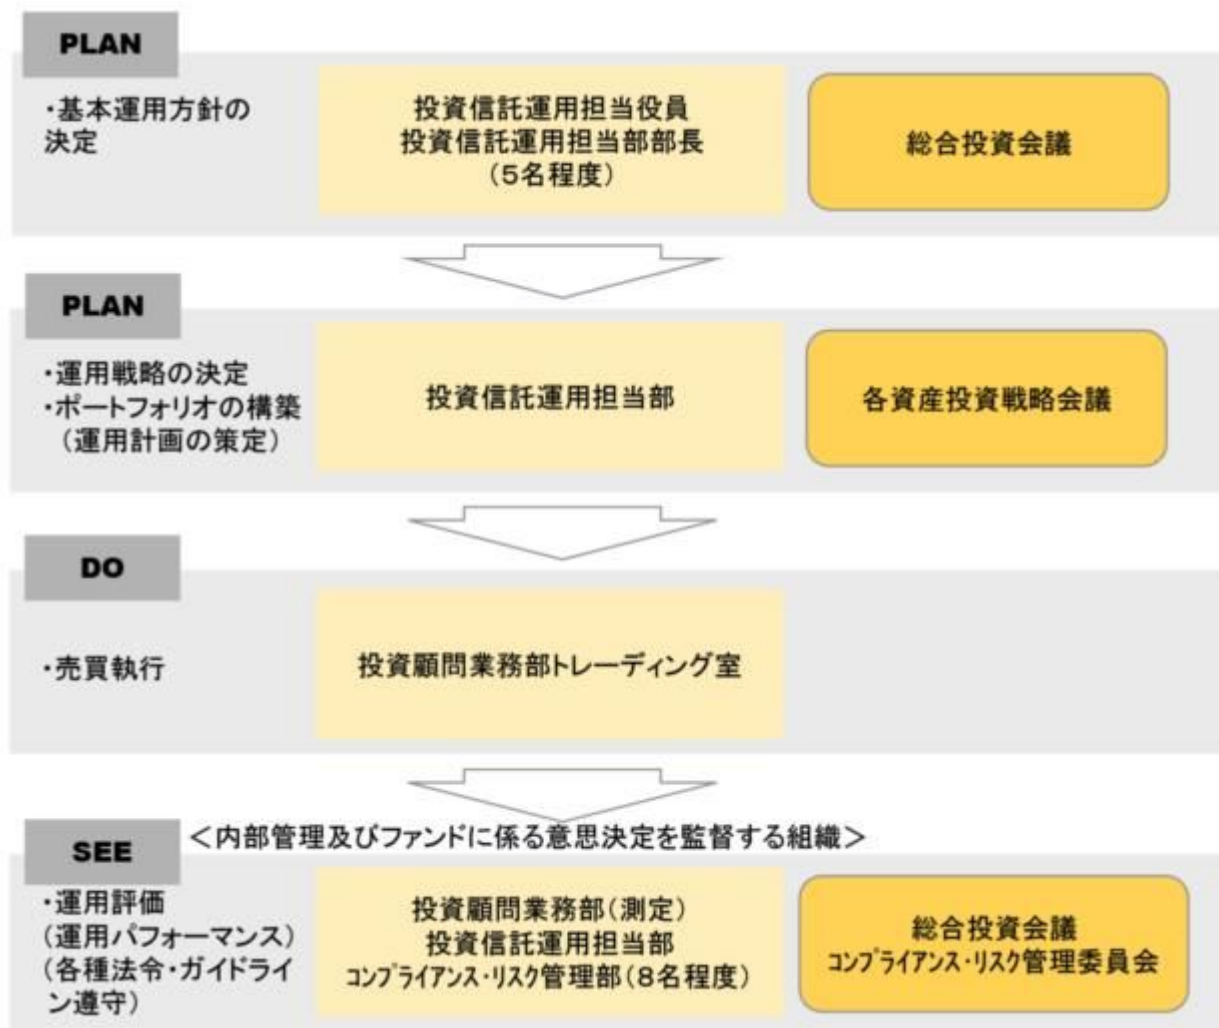 PLAN
・基本運用方針の
決定
投資信託運用担当役員
投資信託運用担当部部長
(5名程度)
総合投資会議
PLAN
・運用戦略の決定
・ポートフォリオの構築
(運用計画の策定)
投資信託運用担当部
各資産投資戦略会議
DO
・売買執行
投資顧問業務部トレーディング室
<内部管理及びファンドに係る意思決定を監督する組織>
SEE
・運用評価
(運用パフォーマンス)
(各種法令・ガイドライ
ン遵守)
投資顧問業務部(測定)
投資信託運用担当部
コンプライアンス・リスク管理部(8名程度)
総合投資会議
コンプライアンス・リスク管理委員会